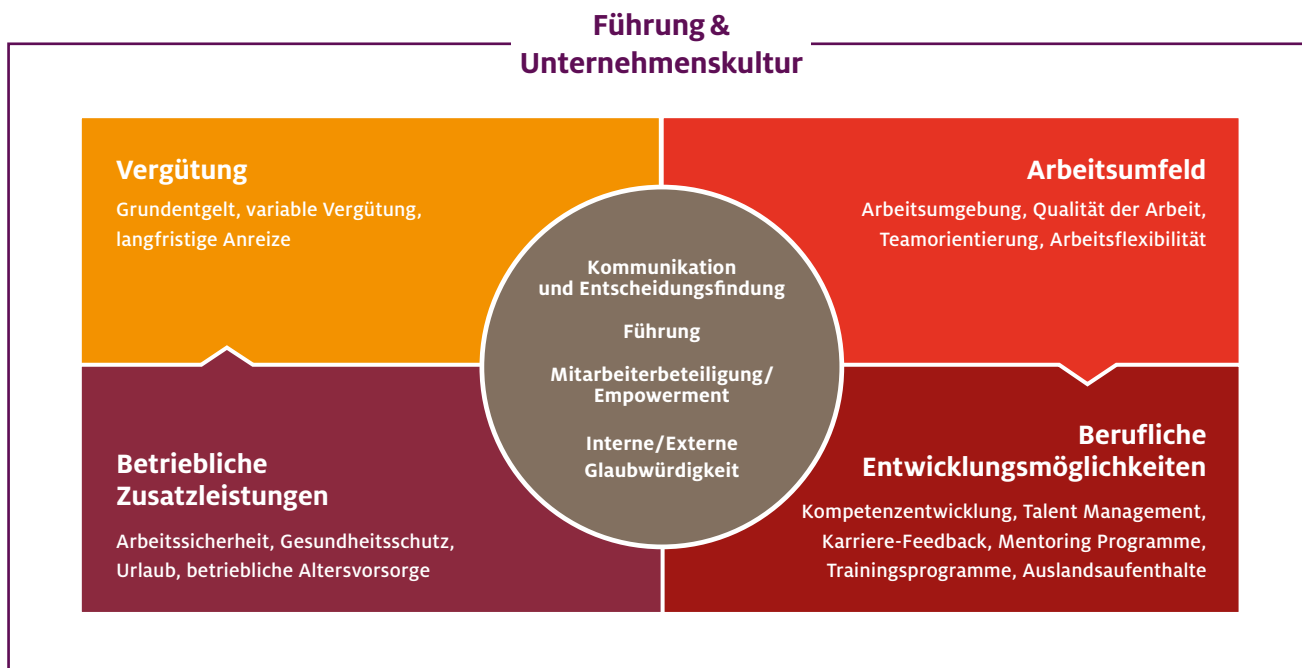 Führung &
Unternehmenskultur
Vergütung
Grundentgelt, variable Vergütung,
langfristige Anreize
Arbeitsumfeld
Arbeitsumgebung, Qualität der Arbeit,
Teamorientierung, Arbeitsflexibilität
Kommunikation
und Entscheidungsfindung
Führung
Mitarbeiterbeteiligung/
Empowerment
Interne/Externe
Glaubwürdigkeit
Betriebliche
Zusatzleistungen
Arbeitssicherheit, Gesundheitsschutz,
Urlaub, betriebliche Altersvorsorge
Berufliche
Entwicklungsmöglichkeiten
Kompetenzentwicklung, Talent Management,
Karriere-Feedback, Mentoring Programme,
Trainingsprogramme, Auslandsaufenthalte